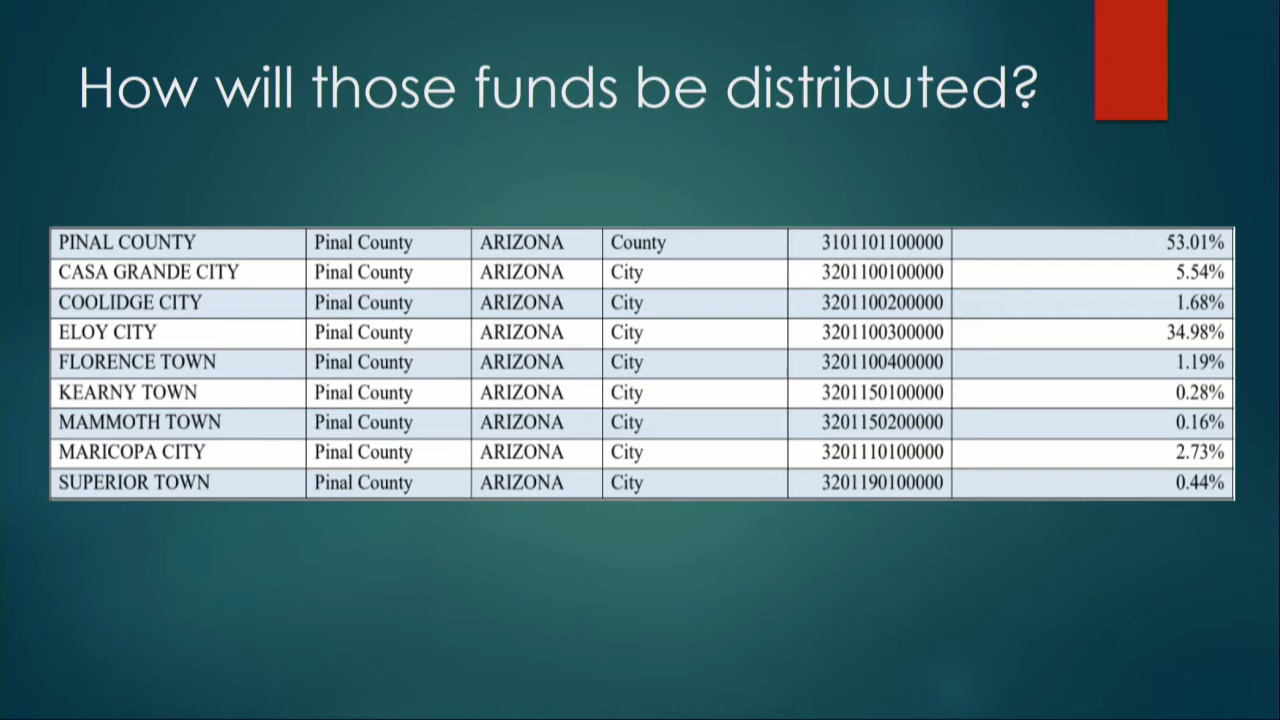 How will those funds be distributed?
PINAL COUNTY Pinal County ARIZONA County 3101101100000 53.01%
CASA GRANDE CITY Pinal County ARIZONA City 3201100100000 5.54%
COOLIDGE CITY Pinal County ARIZONA City 3201100200000 1.68%
ELOY CITY Pinal County ARIZONA City 3201100300000 34.98%
FLORENCE TOWN Pinal County ARIZONA City 3201100400000 1.19%
KEARNY TOWN Pinal County ARIZONA City 3201150100000 0.28%
MAMMOTH TOWN Pinal County ARIZONA City 3201150200000 0.16%
MARICOPA CITY Pinal County ARIZONA City 3201110100000 2.73%
SUPERIOR TOWN Pinal County ARIZONA City 3201190100000 0.44%